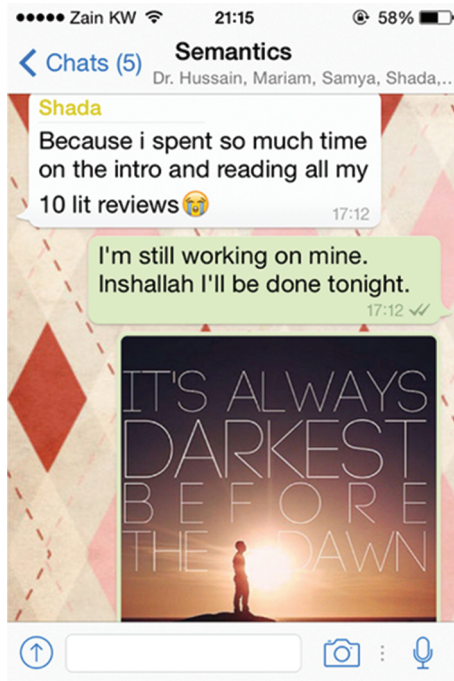 Zain KW 21:15 58%
Chats (5) Semantics
Dr. Hussain, Mariam, Samya, Shada,..
Shada
Because i spent so much time
on the intro and reading all my
10 lit reviews😭
17:12
I'm still working on mine.
Inshallah I'll be done tonight.
17:12
IT'S ALWAYS
DARKEST
BEFORE
THE DAWN